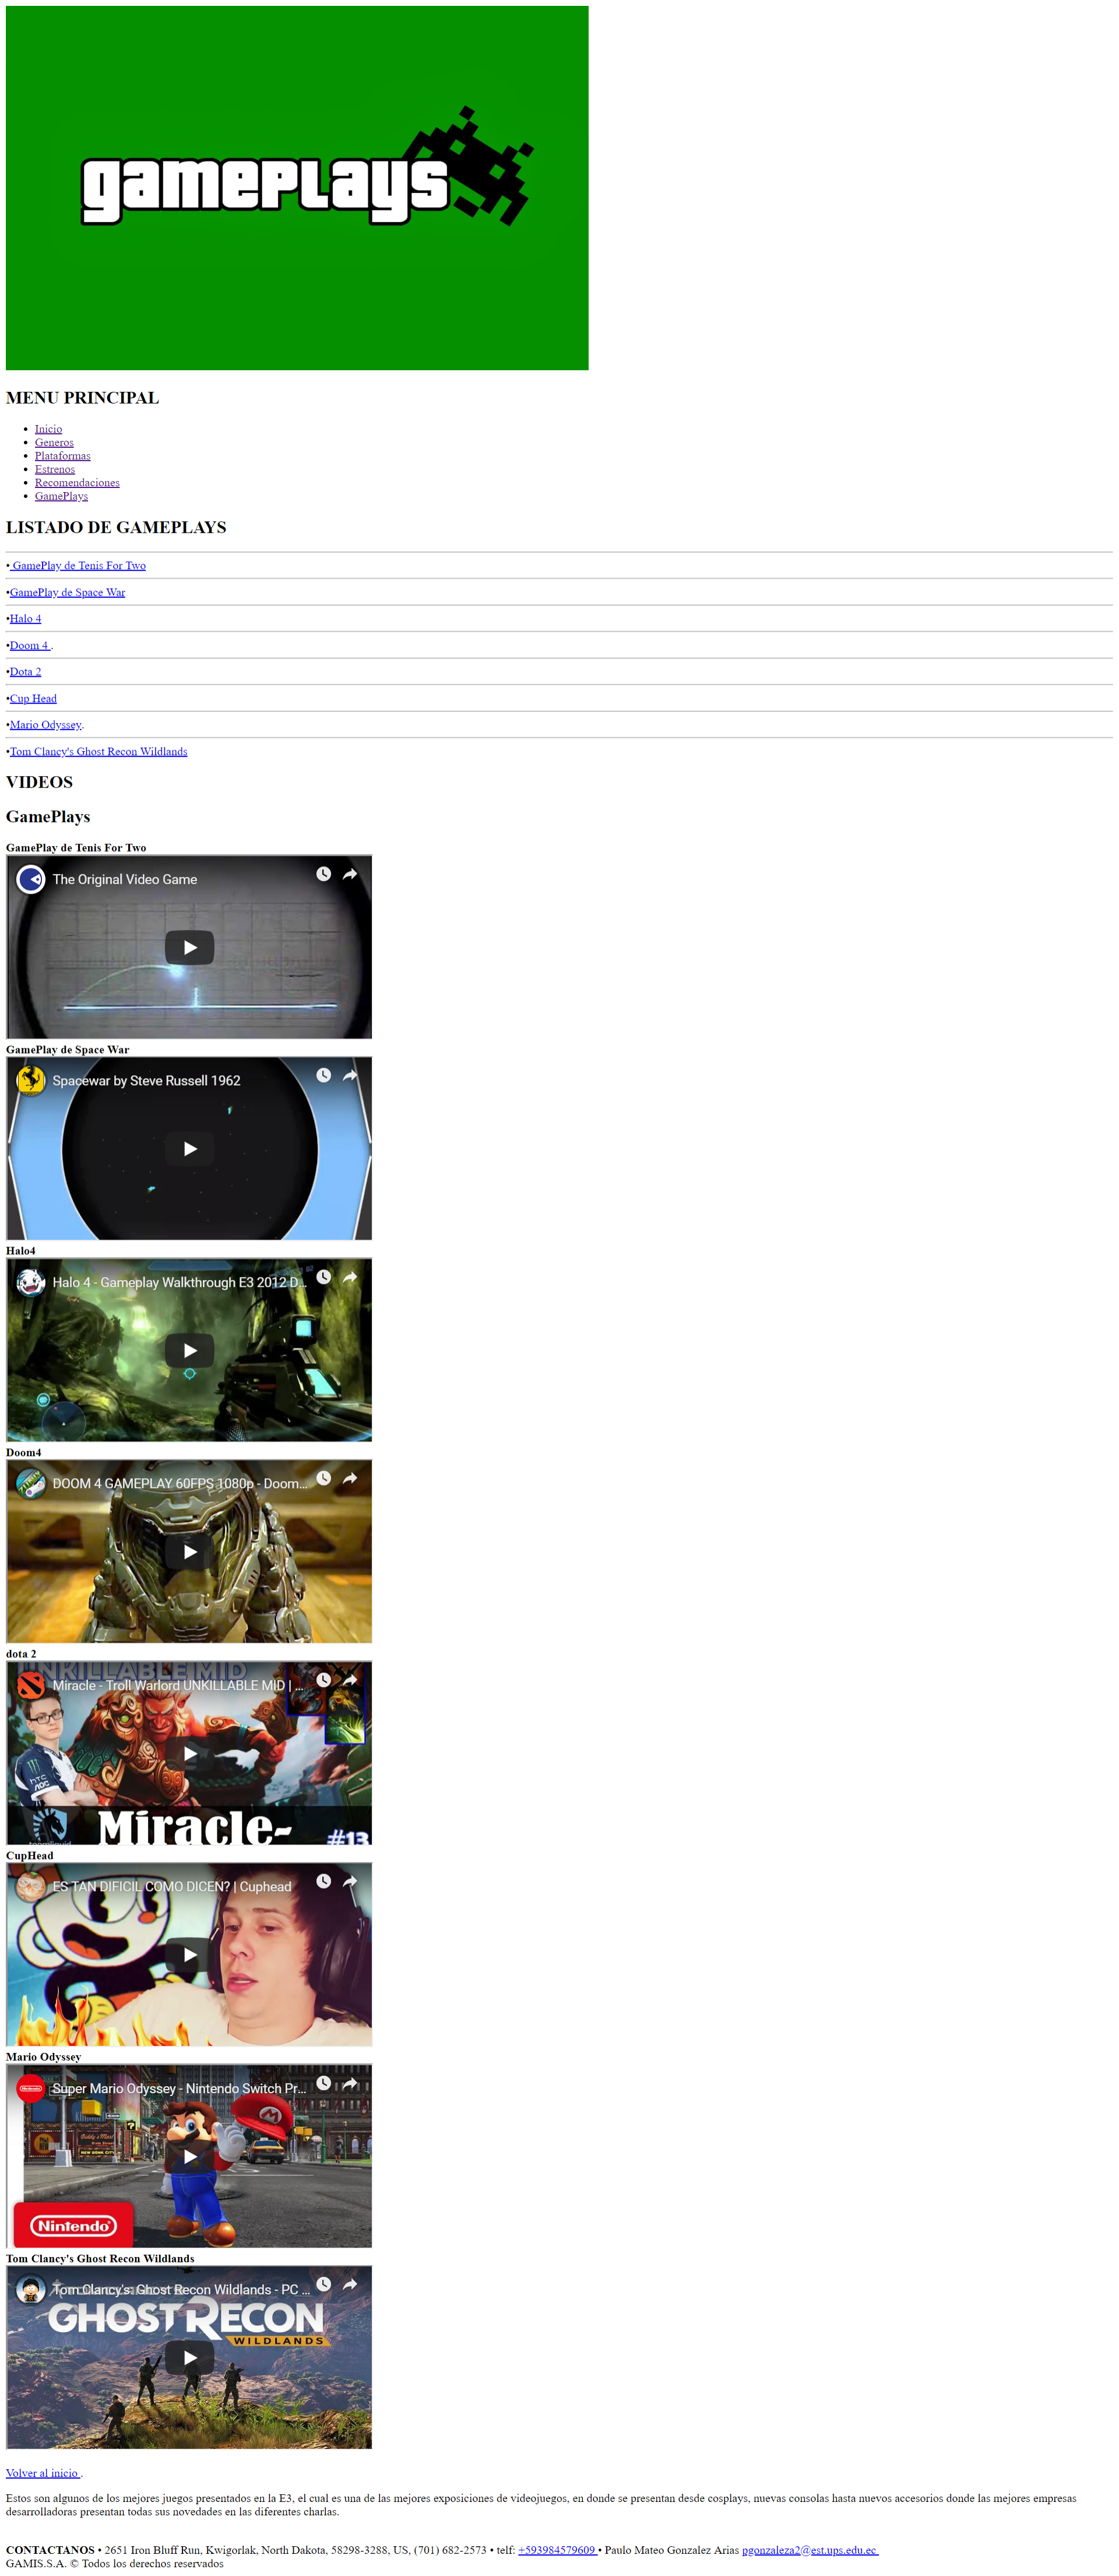 gamePLays
MENU PRINCIPAL
• Inicio
• Generos
• Plataformas
• Estrenos
• Recomendaciones
• GamePlays
LISTADO DE GAMEPLAYS
• GamePlay de Tenis For Two
•GamePlay de Space War
•Halo 4
•Doom 4 .
•Dota 2
•Cup Head
•Mario Odyssey.
•Tom Clancy's Ghost Recon Wildlands
VIDEOS
GamePlays
GamePlay de Tenis For Two
The Original Video Game
GamePlay de Space War
Spacewar by Steve Russell 1962
Halo4
Halo 4 - Gameplay Walkthrough E3 2012 D...
Doom4
DOOM 4 GAMEPLAY 60FPS 1080p - Doom...
dota 2
UNKILLABLE MID
Miracle - Troll Warlord UNKILLABLE MID | ...
hTC
AOC
Miracle-
#13
CupHead
ES TAN DIFICIL COMO DICEN? | Cuphead
Mario Odyssey
Super Mario Odyssey - Nintendo Switch Pr...
Nintendo
Tom Clancy's Ghost Recon Wildlands
Tom Clancy's: Ghost Recon Wildlands - PC ...
GHOST RECON
WILDLANDS
Volver al inicio .
Estos son algunos de los mejores juegos presentados en la E3, el cual es una de las mejores exposiciones de videojuegos, en donde se presentan desde cosplays, nuevas consolas hasta nuevos accesorios donde las mejores empresas
desarrolladoras presentan todas sus novedades en las diferentes charlas.
CONTACTANOS • 2651 Iron Bluff Run, Kwigorlak, North Dakota, 58298-3288, US, (701) 682-2573 • telf: +593984579609 • Paulo Mateo Gonzalez Arias pgonzaleza2@est.ups.edu.ec
GAMIS.S.A. © Todos los derechos reservados